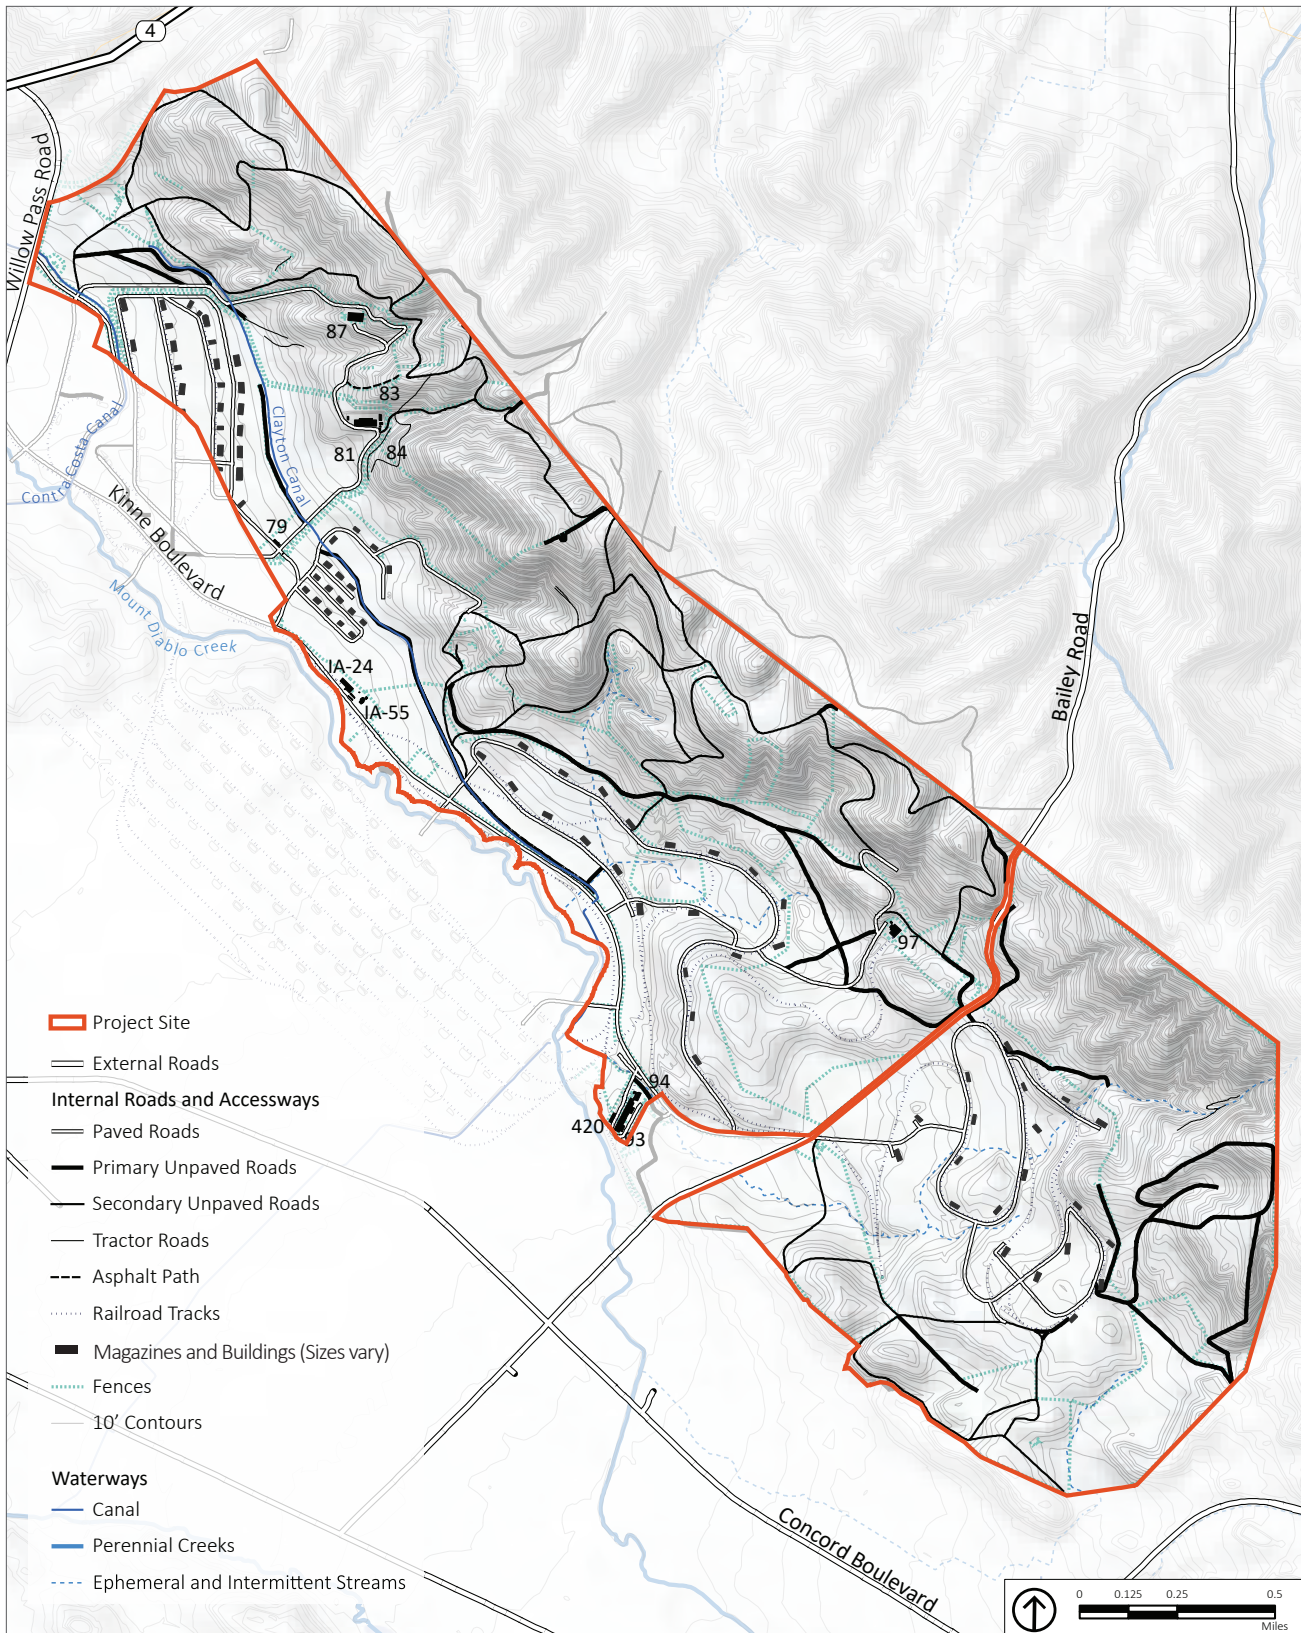 4
Willow Pass Road
87
83
Clayton Canal
81
84
Contra Costa Canal
Kinne Boulevard
79
Mount Diablo Creek
IA-24
IA-55
Bailey Road
97
94
420
93
Project Site
External Roads
Internal Roads and Accessways
Paved Roads
Primary Unpaved Roads
Secondary Unpaved Roads
Tractor Roads
Asphalt Path
Railroad Tracks
Magazines and Buildings (Sizes vary)
Fences
10’ Contours
Waterways
Canal
Perennial Creeks
Ephemeral and Intermittent Streams
Concord Boulevard
0 0.125 0.25 0.5
Miles